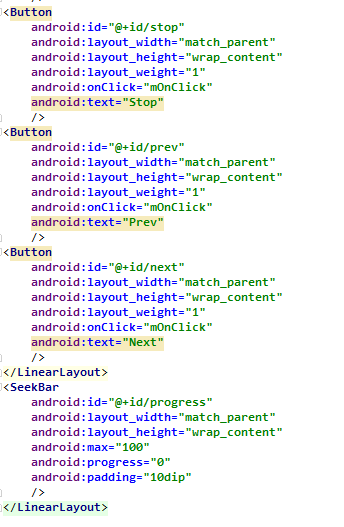 <Button
android:id="@+id/stop"
android:layout_width="match_parent"
android:layout_height="wrap_content"
android:layout_weight="1"
android:onClick="mOnClick"
android:text="Stop"
/>
<Button
android:id="@+id/prev"
android:layout_width="match_parent"
android:layout_height="wrap_content"
android:layout_weight="1"
android:onClick="mOnClick"
android:text="Prev"
/>
<Button
android:id="@+id/next"
android:layout_width="match_parent"
android:layout_height="wrap_content"
android:layout_weight="1"
android:onClick="mOnClick"
android:text="Next"
/>
</LinearLayout>
<SeekBar
android:id="@+id/progress"
android:layout_width="match_parent"
android:layout_height="wrap_content"
android:max="100"
android:progress="0"
android:padding="10dip"
/>
</LinearLayout>